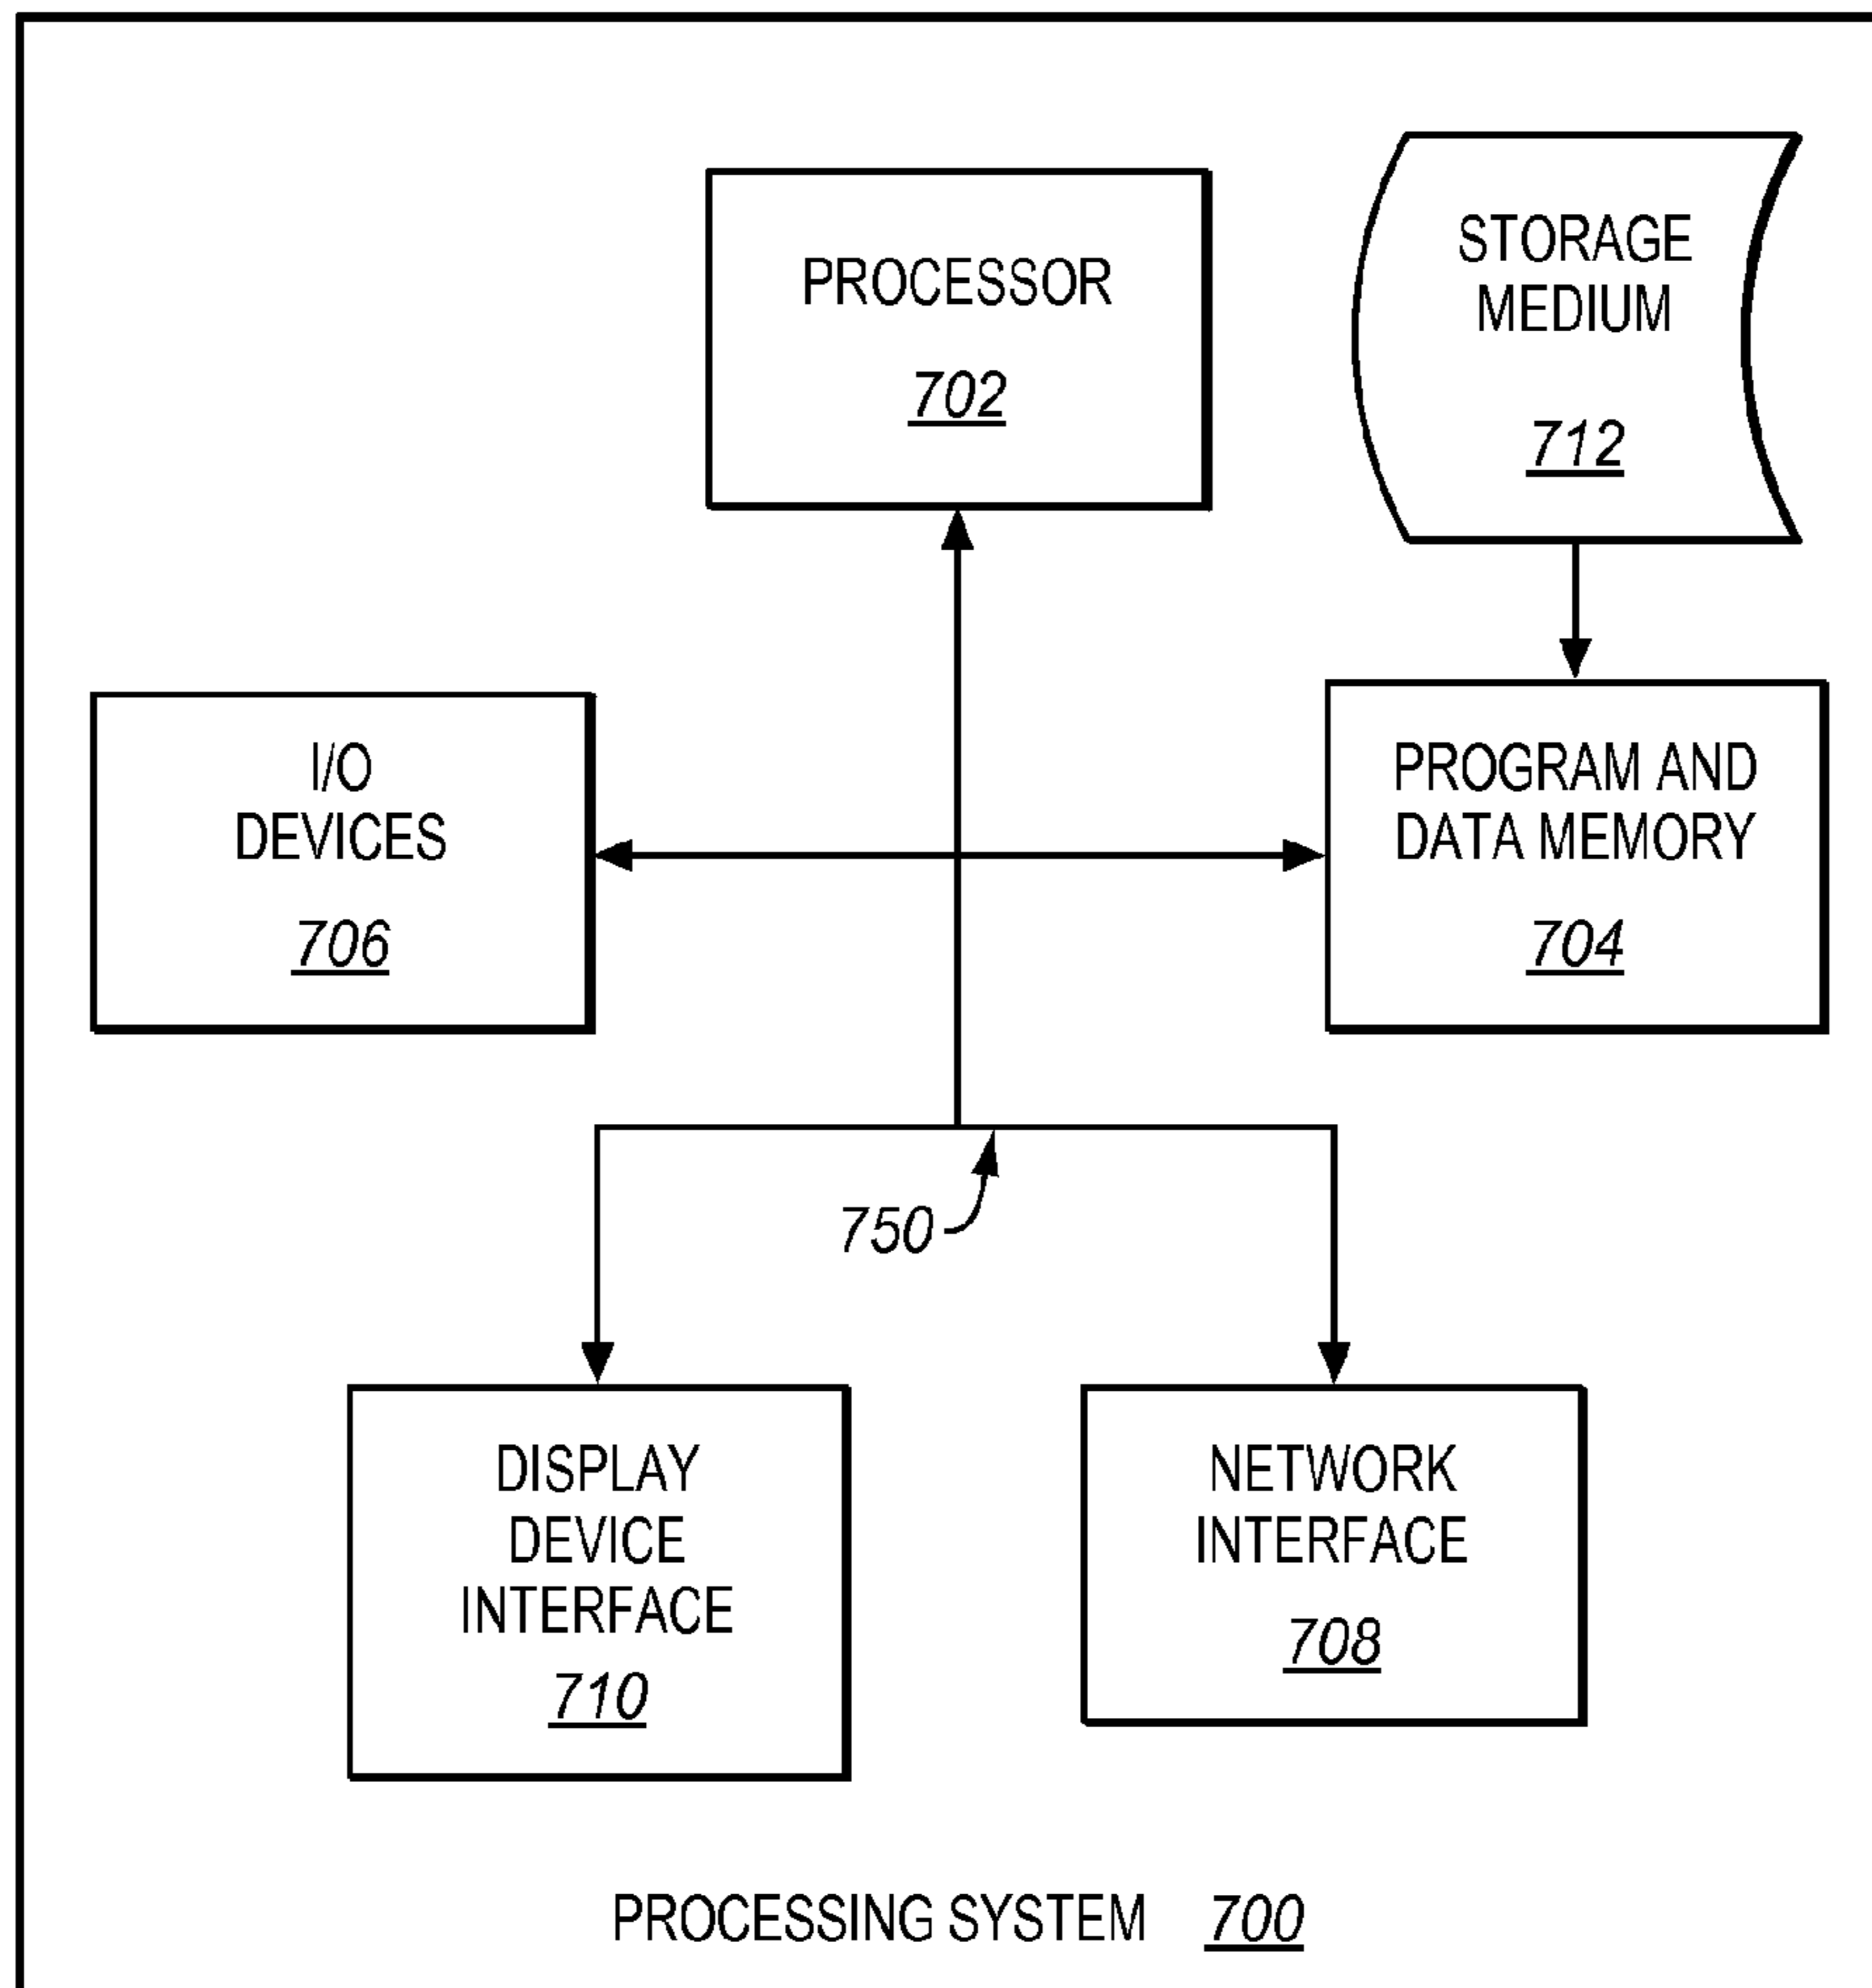 PROCESSOR
702
STORAGE
MEDIUM
712
I/O
DEVICES
706
PROGRAM AND
DATA MEMORY
704
750
DISPLAY
DEVICE
INTERFACE
710
NETWORK
INTERFACE
708
PROCESSING SYSTEM 700